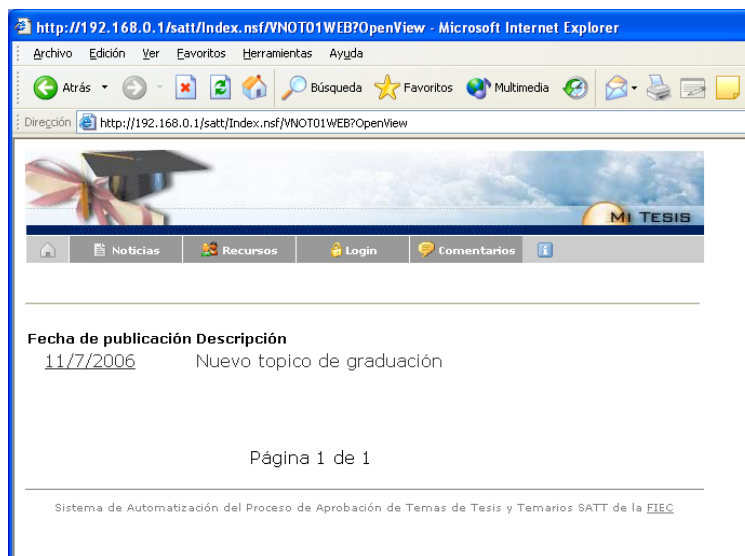 http://192.168.0.1/satt/Index.nsf/VNOT01WEB?OpenView - Microsoft Internet Explorer
Archivo Edición Ver Favoritos Herramientas Ayuda
Atrás Búsqueda Favoritos Multimedia
Dirección http://192.168.0.1/satt/Index.nsf/VNOT01WEB?OpenView
MI TESIS
Noticias Recursos Login Comentarios
Fecha de publicación Descripción
11/7/2006 Nuevo topico de graduación
Página 1 de 1
Sistema de Automatización del Proceso de Aprobación de Temas de Tesis y Temarios SATT de la FIEC